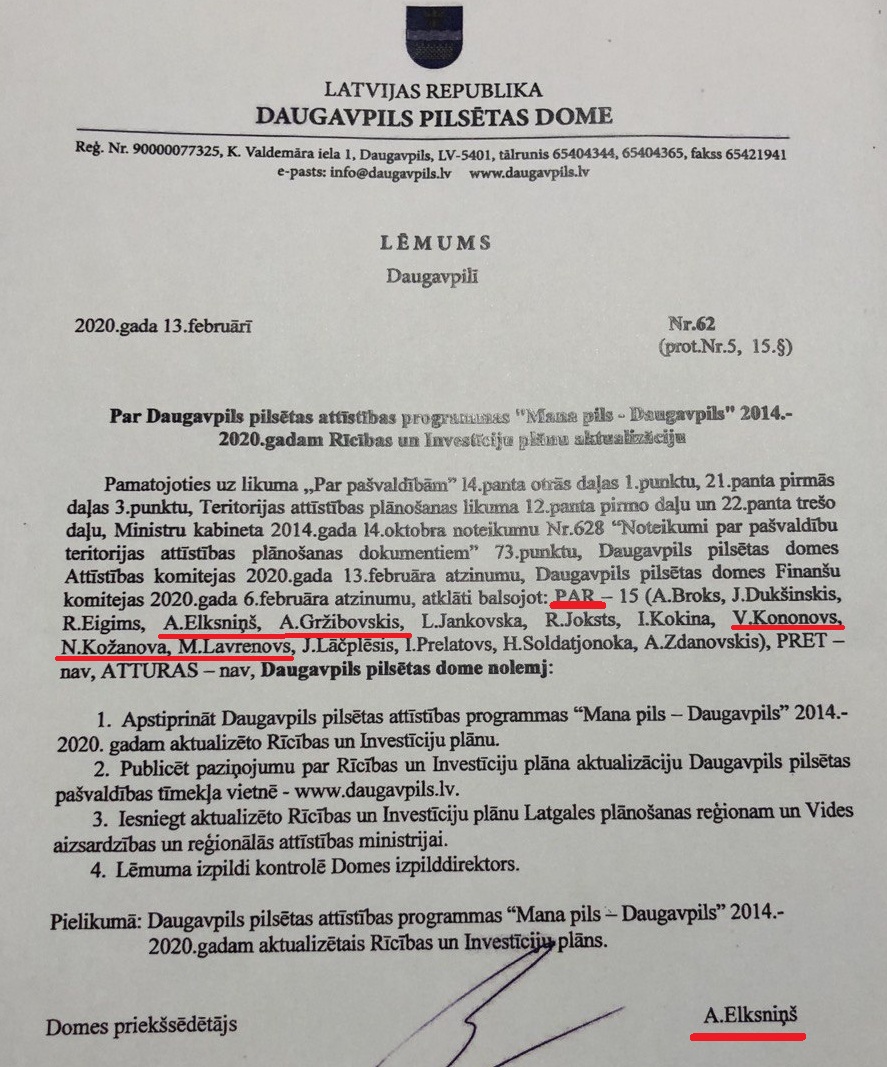 LATVIJAS REPUBLIKA
DAUGAVPILS PILSĒTAS DOME
Reģ. Nr. 90000077325, K. Valdemāra iela 1, Daugavpils, LV-5401, tālrunis 65404344, 65404365, fakss 65421941
e-pasts: info@daugavpils.lv www.daugavpils.lv
LĒMUMS
Daugavpilī
2020.gada 13.februārī
Nr.62
(prot.Nr.5, 15.§)
Par Daugavpils pilsētas attīstības programmas "Mana pils - Daugavpils" 2014.-
2020.gadam Rīcības un Investīciju plānu aktualizāciju
Pamatojoties uz likuma „Par pašvaldībām” 14.panta otrās daļas 1.punktu, 21.panta pirmās
daļas 3.punktu, Teritorijas attīstības plānošanas likuma 12.panta pirmo daļu un 22.panta trešo
daļu, Ministru kabineta 2014.gada 14.oktobra noteikumu Nr.628 “Noteikumi par pašvaldību
teritorijas attīstības plānošanas dokumentiem” 73.punktu, Daugavpils pilsētas domes
Attīstības komitejas 2020.gada 13.februāra atzinumu, Daugavpils pilsētas domes Finanšu
komitejas 2020.gada 6.februāra atzinumu, atklāti balsojot: PAR – 15 (A.Broks, J.Dukšinskis,
R.Eigims, A.Elksniņš, A.Gržibovskis, L.Jankovska, R.Joksts, I.Kokina, V.Kononovs,
N.Kožanova, M.Lavrenovs, J.Lāčplēsis, I.Prelatovs, H.Soldatjonoka, A.Zdanovskis), PRET –
nav, ATTURAS – nav, Daugavpils pilsētas dome nolemj:
1. Apstiprināt Daugavpils pilsētas attīstības programmas “Mana pils – Daugavpils” 2014.-
2020. gadam aktualizēto Rīcības un Investīciju plānu.
2. Publicēt paziņojumu par Rīcības un Investīciju plāna aktualizāciju Daugavpils pilsētas
pašvaldības tīmekļa vietnē - www.daugavpils.lv.
3. Iesniegt aktualizēto Rīcības un Investīciju plānu Latgales plānošanas reģionam un Vides
aizsardzības un reģionālās attīstības ministrijai.
4. Lēmuma izpildi kontrolē Domes izpilddirektors.
Pielikumā: Daugavpils pilsētas attīstības programmas “Mana pils – Daugavpils” 2014.-
2020.gadam aktualizētais Rīcības un Investīciju plāns.
Domes priekšsēdētājs
A.Elksniņš